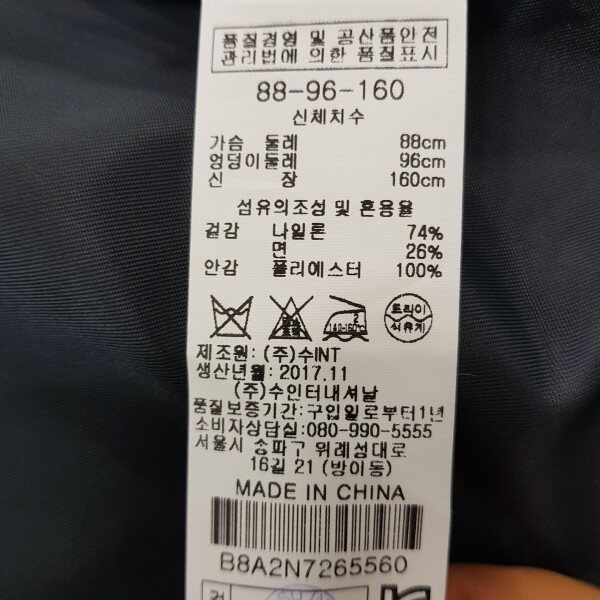 품질경영 및 공산품안전
관리법에 의한 품질표시
88-96-160
신체치수
가슴 둘레 88cm
엉덩이둘레 96cm
신 장 160cm
섬유의조성 및 혼용율
겉감 나일론 74%
면 26%
안감 폴리에스터 100%
드라이
석유계
제조원: (주)수INT
생산년월: 2017.11
(주)수인터내셔날
품질보증기간: 구입일로부터1년
소비자상담실:080-990-5555
서울시 송파구 위례성대로
16길 21 (방이동)
MADE IN CHINA
B8A2N7265560